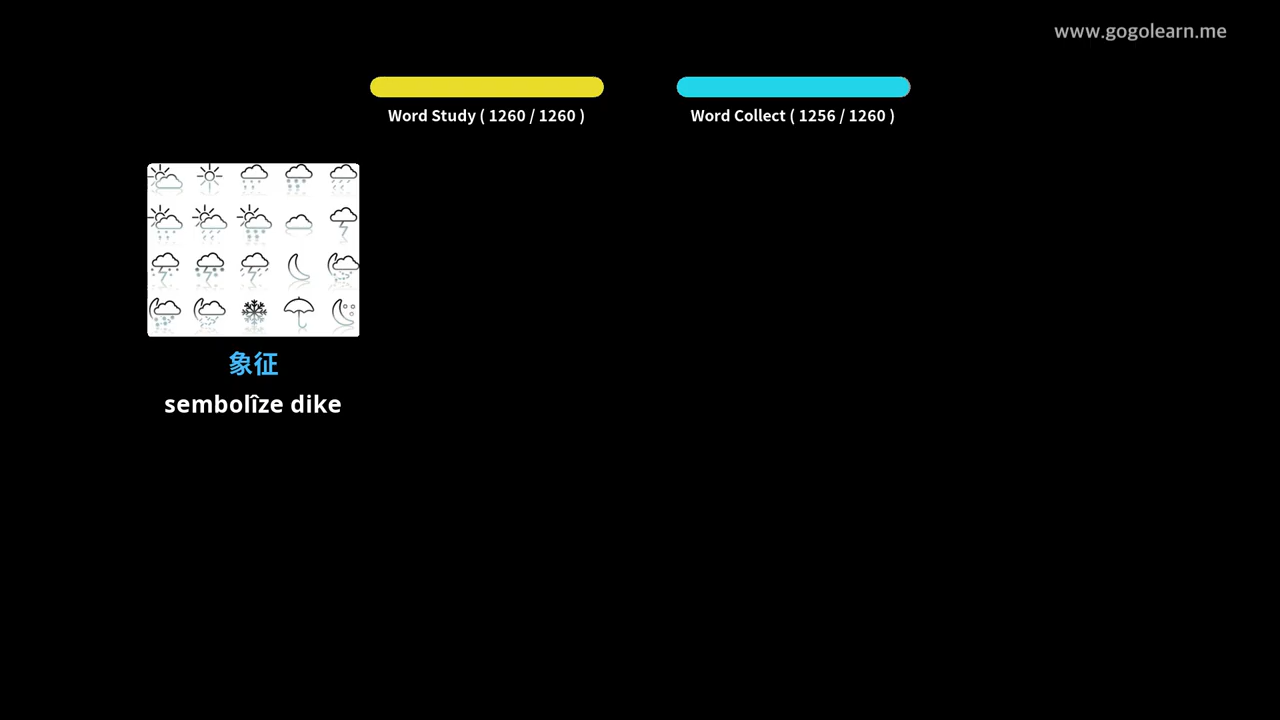 www.gogolearn.me
Word Study ( 1260 / 1260 )
Word Collect ( 1256 / 1260 )
象征
sembolîze dike